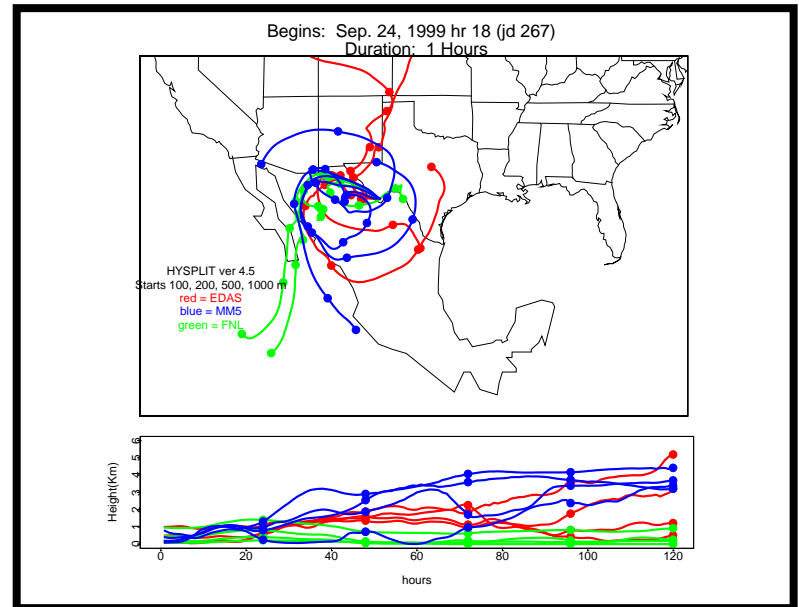 Begins: Sep. 24, 1999 hr 18 (jd 267)
Duration: 1 Hours
HYSPLIT ver 4.5
Starts 100, 200, 500, 1000 m
red = EDAS
blue = MM5
green = FNL
Height(Km)
6
5
4
3
2
1
0
0 20 40 60 80 100 120
hours